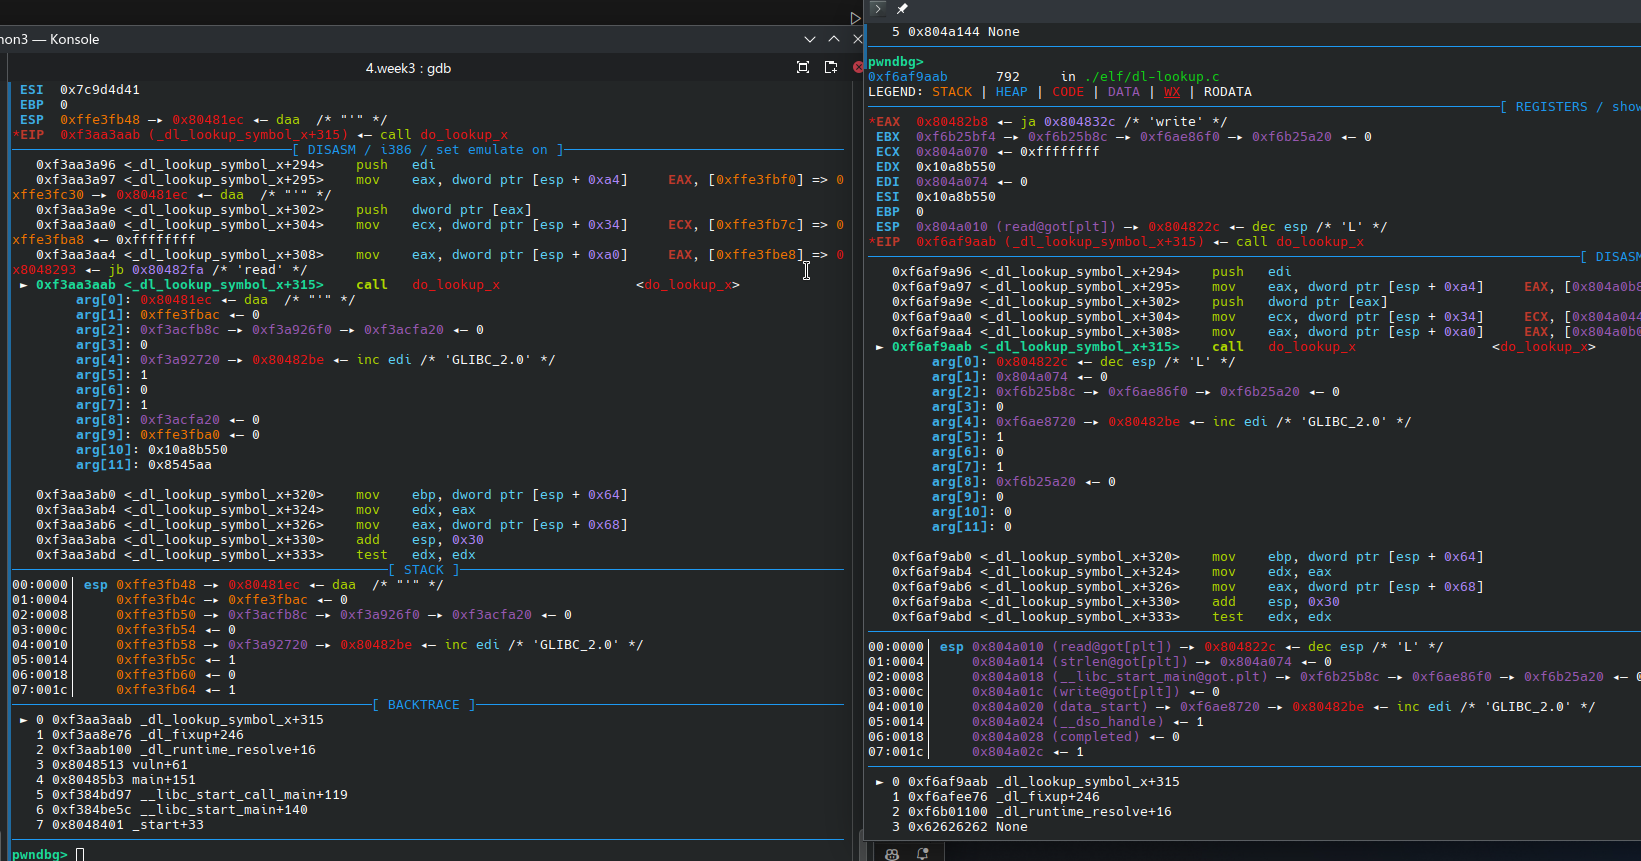 non3 — Konsole
4.week3 : gdb
ESI 0x7c9d4d41
EBP 0
ESP 0xffe3fb48 —▸ 0x80481ec ◂— daa /* "'" */
*EIP 0xf3aa3aab (_dl_lookup_symbol_x+315) ◂— call do_lookup_x
[ DISASM / i386 / set emulate on ]
0xf3aa3a96 <_dl_lookup_symbol_x+294> push edi
0xf3aa3a97 <_dl_lookup_symbol_x+295> mov eax, dword ptr [esp + 0xa4] EAX, [0xffe3fbf0] => 0
xffe3fc30 —▸ 0x80481ec ◂— daa /* "'" */
0xf3aa3a9e <_dl_lookup_symbol_x+302> push dword ptr [eax]
0xf3aa3aa0 <_dl_lookup_symbol_x+304> mov ecx, dword ptr [esp + 0x34] ECX, [0xffe3fb7c] => 0
xffe3fba8 ◂— 0xffffffff
0xf3aa3aa4 <_dl_lookup_symbol_x+308> mov eax, dword ptr [esp + 0xa0] EAX, [0xffe3fbe8] => 0
x8048293 ◂— jb 0x80482fa /* 'read' */
► 0xf3aa3aab <_dl_lookup_symbol_x+315> call do_lookup_x <do_lookup_x>
arg[0]: 0x80481ec ◂— daa /* "'" */
arg[1]: 0xffe3fbac ◂— 0
arg[2]: 0xf3acfb8c —▸ 0xf3a926f0 —▸ 0xf3acfa20 ◂— 0
arg[3]: 0
arg[4]: 0xf3a92720 —▸ 0x80482be ◂— inc edi /* 'GLIBC_2.0' */
arg[5]: 1
arg[6]: 0
arg[7]: 1
arg[8]: 0xf3acfa20 ◂— 0
arg[9]: 0xffe3fba0 ◂— 0
arg[10]: 0x10a8b550
arg[11]: 0x8545aa
0xf3aa3ab0 <_dl_lookup_symbol_x+320> mov ebp, dword ptr [esp + 0x64]
0xf3aa3ab4 <_dl_lookup_symbol_x+324> mov edx, eax
0xf3aa3ab6 <_dl_lookup_symbol_x+326> mov eax, dword ptr [esp + 0x68]
0xf3aa3aba <_dl_lookup_symbol_x+330> add esp, 0x30
0xf3aa3abd <_dl_lookup_symbol_x+333> test edx, edx
[ STACK ]
00:0000│ esp 0xffe3fb48 —▸ 0x80481ec ◂— daa /* "'" */
01:0004│ 0xffe3fb4c —▸ 0xffe3fbac ◂— 0
02:0008│ 0xffe3fb50 —▸ 0xf3acfb8c —▸ 0xf3a926f0 —▸ 0xf3acfa20 ◂— 0
03:000c│ 0xffe3fb54 ◂— 0
04:0010│ 0xffe3fb58 —▸ 0xf3a92720 —▸ 0x80482be ◂— inc edi /* 'GLIBC_2.0' */
05:0014│ 0xffe3fb5c ◂— 1
06:0018│ 0xffe3fb60 ◂— 0
07:001c│ 0xffe3fb64 ◂— 1
[ BACKTRACE ]
► 0 0xf3aa3aab _dl_lookup_symbol_x+315
1 0xf3aa8e76 _dl_fixup+246
2 0xf3aab100 _dl_runtime_resolve+16
3 0x8048513 vuln+61
4 0x80485b3 main+151
5 0xf384bd97 __libc_start_call_main+119
6 0xf384be5c __libc_start_main+140
7 0x8048401 _start+33
pwndbg>
5 0x804a144 None
pwndbg>
0xf6af9aab 792 in ./elf/dl-lookup.c
LEGEND: STACK | HEAP | CODE | DATA | WX | RODATA
[ REGISTERS / show
*EAX 0x80482b8 ◂— ja 0x804832c /* 'write' */
EBX 0xf6b25bf4 —▸ 0xf6b25b8c —▸ 0xf6ae86f0 —▸ 0xf6b25a20 ◂— 0
ECX 0x804a070 ◂— 0xffffffff
EDX 0x10a8b550
EDI 0x804a074 ◂— 0
ESI 0x10a8b550
EBP 0
ESP 0x804a010 (read@got[plt]) —▸ 0x804822c ◂— dec esp /* 'L' */
*EIP 0xf6af9aab (_dl_lookup_symbol_x+315) ◂— call do_lookup_x
[ DISASM
0xf6af9a96 <_dl_lookup_symbol_x+294> push edi
0xf6af9a97 <_dl_lookup_symbol_x+295> mov eax, dword ptr [esp + 0xa4] EAX, [0x804a0b8
0xf6af9a9e <_dl_lookup_symbol_x+302> push dword ptr [eax]
0xf6af9aa0 <_dl_lookup_symbol_x+304> mov ecx, dword ptr [esp + 0x34] ECX, [0x804a044
0xf6af9aa4 <_dl_lookup_symbol_x+308> mov eax, dword ptr [esp + 0xa0] EAX, [0x804a0b0
► 0xf6af9aab <_dl_lookup_symbol_x+315> call do_lookup_x <do_lookup_x>
arg[0]: 0x804822c ◂— dec esp /* 'L' */
arg[1]: 0x804a074 ◂— 0
arg[2]: 0xf6b25b8c —▸ 0xf6ae86f0 —▸ 0xf6b25a20 ◂— 0
arg[3]: 0
arg[4]: 0xf6ae8720 —▸ 0x80482be ◂— inc edi /* 'GLIBC_2.0' */
arg[5]: 1
arg[6]: 0
arg[7]: 1
arg[8]: 0xf6b25a20 ◂— 0
arg[9]: 0
arg[10]: 0
arg[11]: 0
0xf6af9ab0 <_dl_lookup_symbol_x+320> mov ebp, dword ptr [esp + 0x64]
0xf6af9ab4 <_dl_lookup_symbol_x+324> mov edx, eax
0xf6af9ab6 <_dl_lookup_symbol_x+326> mov eax, dword ptr [esp + 0x68]
0xf6af9aba <_dl_lookup_symbol_x+330> add esp, 0x30
0xf6af9abd <_dl_lookup_symbol_x+333> test edx, edx
00:0000│ esp 0x804a010 (read@got[plt]) —▸ 0x804822c ◂— dec esp /* 'L' */
01:0004│ 0x804a014 (strlen@got[plt]) —▸ 0x804a074 ◂— 0
02:0008│ 0x804a018 (__libc_start_main@got.plt) —▸ 0xf6b25b8c —▸ 0xf6ae86f0 —▸ 0xf6b25a20 ◂— 0
03:000c│ 0x804a01c (write@got[plt]) ◂— 0
04:0010│ 0x804a020 (data_start) —▸ 0xf6ae8720 —▸ 0x80482be ◂— inc edi /* 'GLIBC_2.0' */
05:0014│ 0x804a024 (__dso_handle) ◂— 1
06:0018│ 0x804a028 (completed) ◂— 0
07:001c│ 0x804a02c ◂— 1
► 0 0xf6af9aab _dl_lookup_symbol_x+315
1 0xf6afee76 _dl_fixup+246
2 0xf6b01100 _dl_runtime_resolve+16
3 0x62626262 None